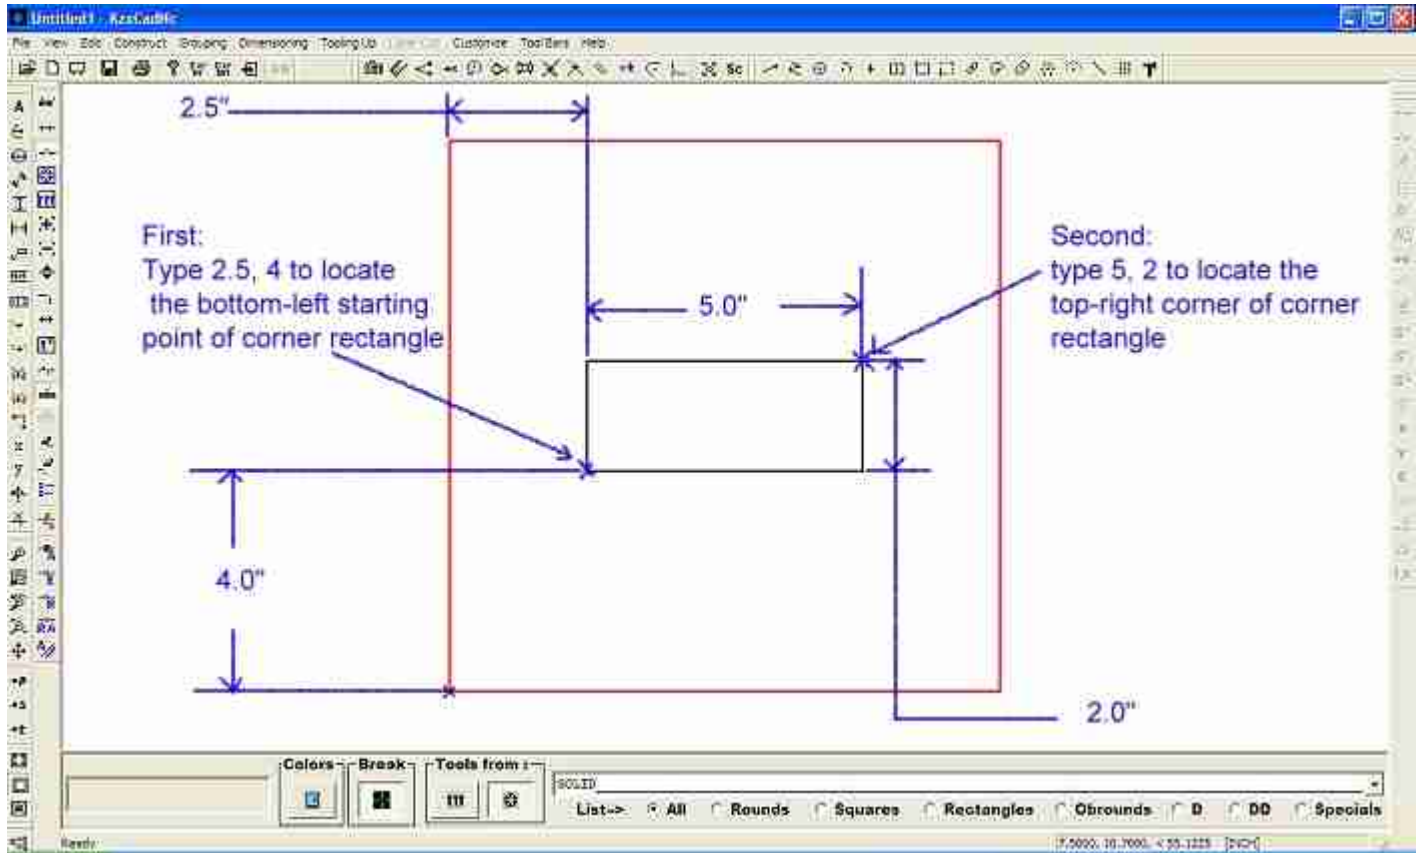 Untitled1 - KzxCadNc
File View Edit Construct Grouping Dimensioning Tooling Up Customize Tool Bars Help
Sc
2.5"
First:
Type 2.5, 4 to locate
the bottom-left starting
point of corner rectangle
Second:
type 5, 2 to locate the
top-right corner of corner
rectangle
5.0"
4.0"
2.0"
Colors
Break
Tools from :
SOLID
List-> All Rounds Squares Rectangles Obrounds D DD Specials
Ready
[INCH]